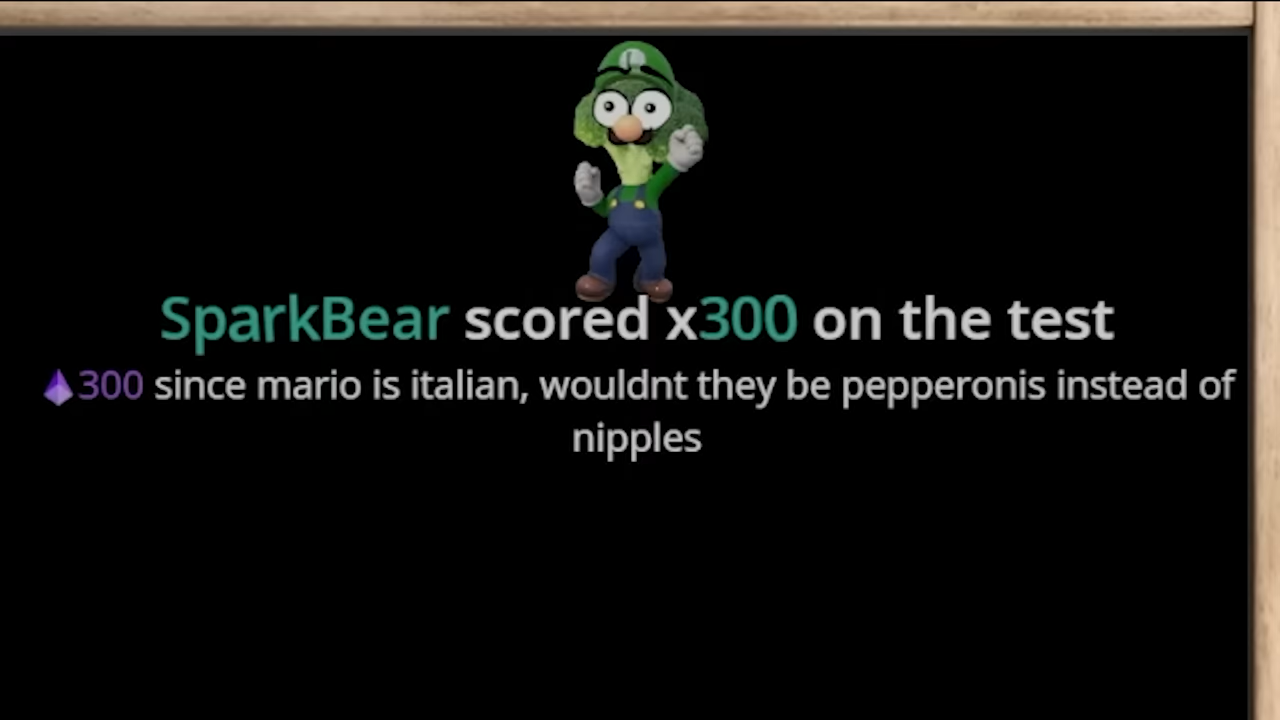 SparkBear scored x300 on the test
300 since mario is italian, wouldnt they be pepperonis instead of
nipples